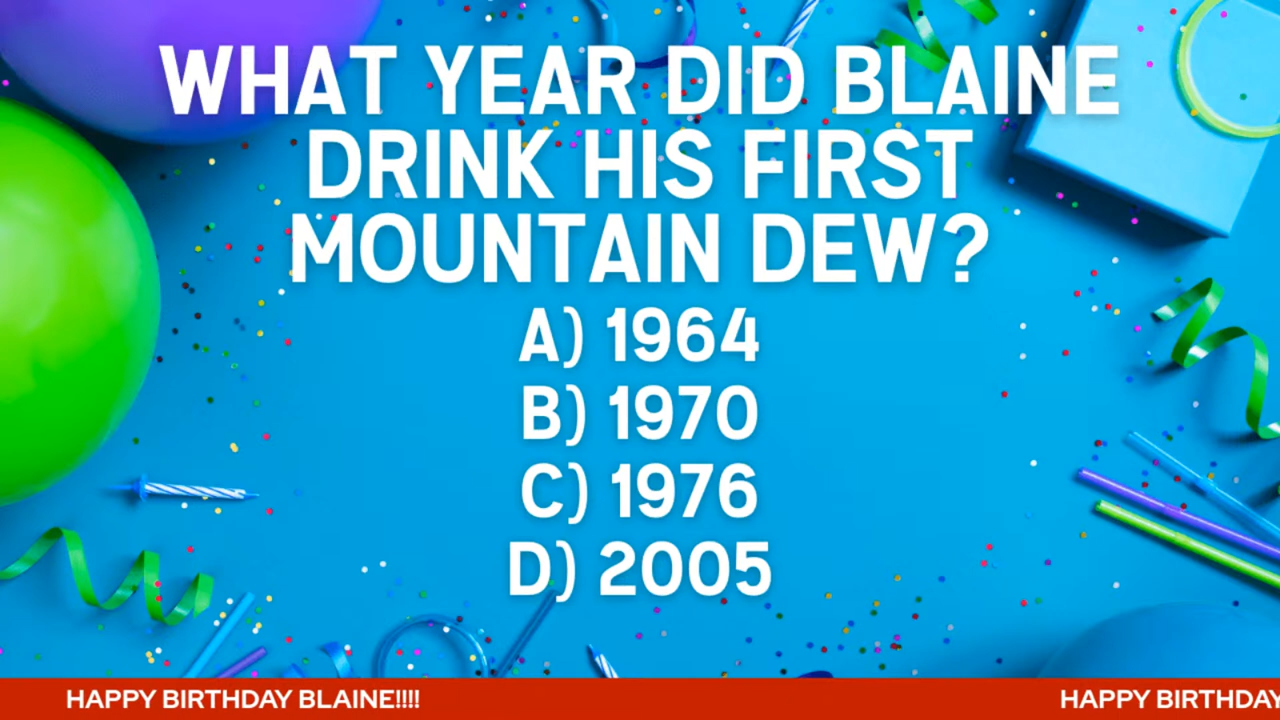 WHAT YEAR DID BLAINE
DRINK HIS FIRST
MOUNTAIN DEW?
A) 1964
B) 1970
C) 1976
D) 2005
HAPPY BIRTHDAY BLAINE!!!! HAPPY BIRTHDAY